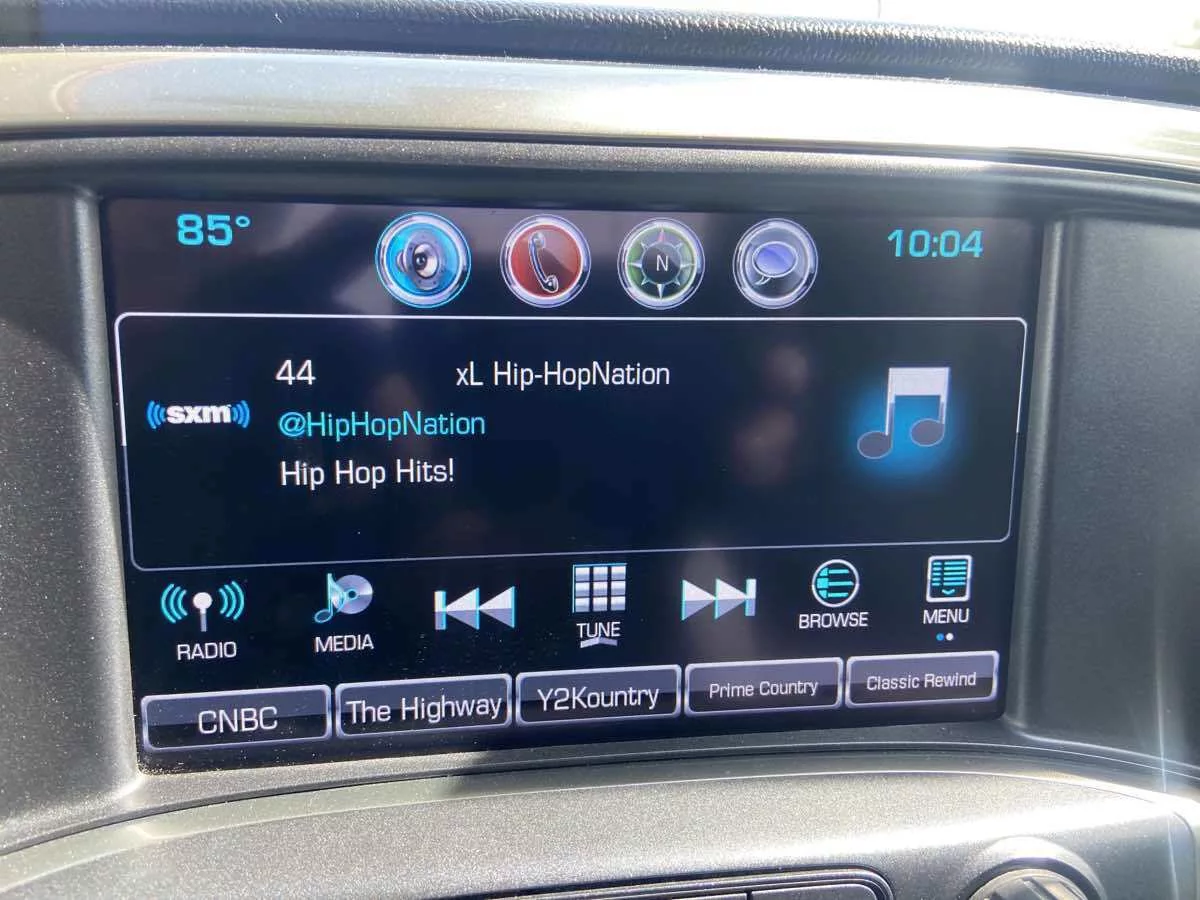 85° N 10:04
44 xL Hip-HopNation
((sxm))
@HipHopNation
Hip Hop Hits!
RADIO MEDIA TUNE BROWSE MENU
CNBC The Highway Y2Kountry Prime Country Classic Rewind